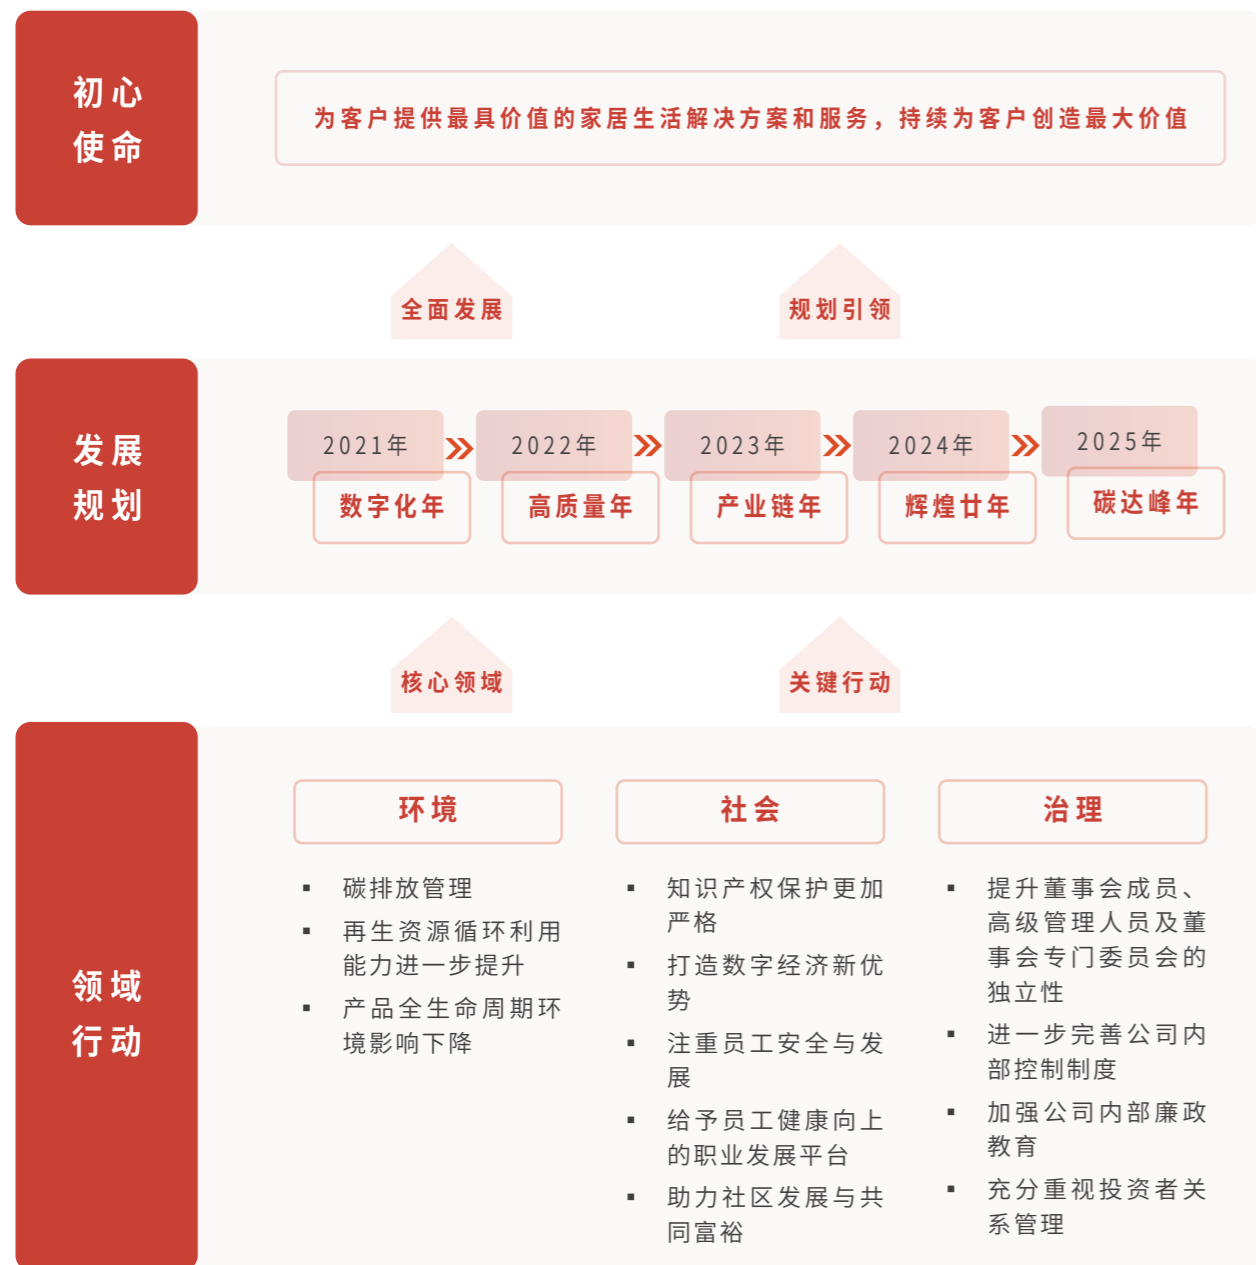 初心
使命
为客户提供最具价值的家居生活解决方案和服务，持续为客户创造最大价值
全面发展
规划引领
发展
规划
2021年
数字化年
2022年
高质量年
2023年
产业链年
2024年
辉煌廿年
2025年
碳达峰年
核心领域
关键行动
领域
行动
环境
▪ 碳排放管理
▪ 再生资源循环利用
能力进一步提升
▪ 产品全生命周期环
境影响下降
社会
▪ 知识产权保护更加
严格
▪ 打造数字经济新优
势
▪ 注重员工安全与发
展
▪ 给予员工健康向上
的职业发展平台
▪ 助力社区发展与共
同富裕
治理
▪ 提升董事会成员、
高级管理人员及董
事会专门委员会的
独立性
▪ 进一步完善公司内
部控制制度
▪ 加强公司内部廉政
教育
▪ 充分重视投资者关
系管理